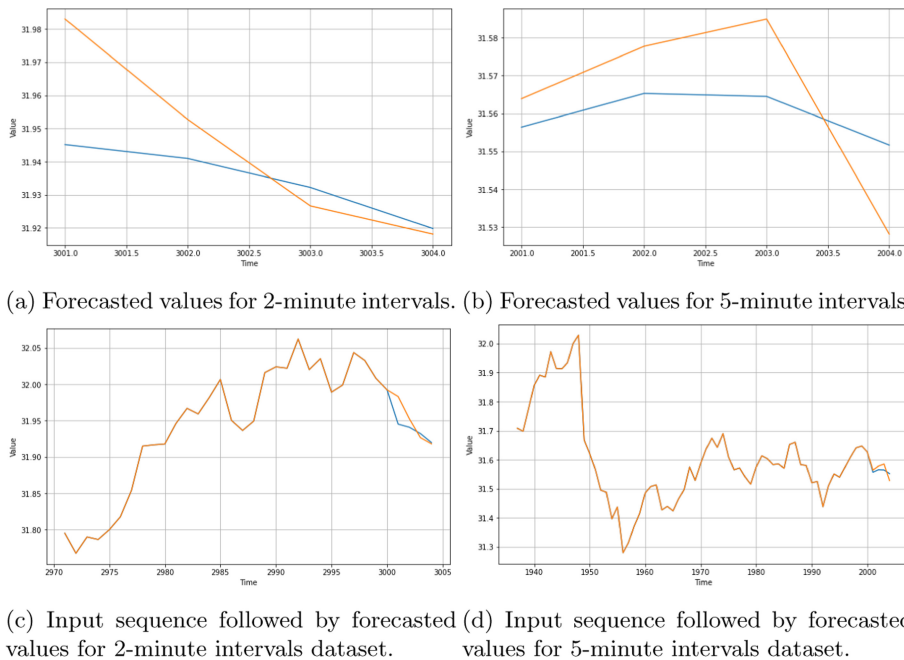 31.98
31.97
31.96
31.95
31.94
31.93
31.92
Value
3001.0 3001.5 3002.0 3002.5 3003.0 3003.5 3004.0
Time
31.58
31.57
31.56
31.55
31.54
31.53
Value
2001.0 2001.5 2002.0 2002.5 2003.0 2003.5 2004.0
Time
(a) Forecasted values for 2-minute intervals.
(b) Forecasted values for 5-minute intervals
32.05
32.00
31.95
31.90
31.85
31.80
Value
2970 2975 2980 2985 2990 2995 3000 3005
Time
32.0
31.9
31.8
31.7
31.6
31.5
31.4
31.3
Value
1940 1950 1960 1970 1980 1990 2000
Time
(c) Input sequence followed by forecasted
values for 2-minute intervals dataset.
(d) Input sequence followed by forecasted
values for 5-minute intervals dataset.